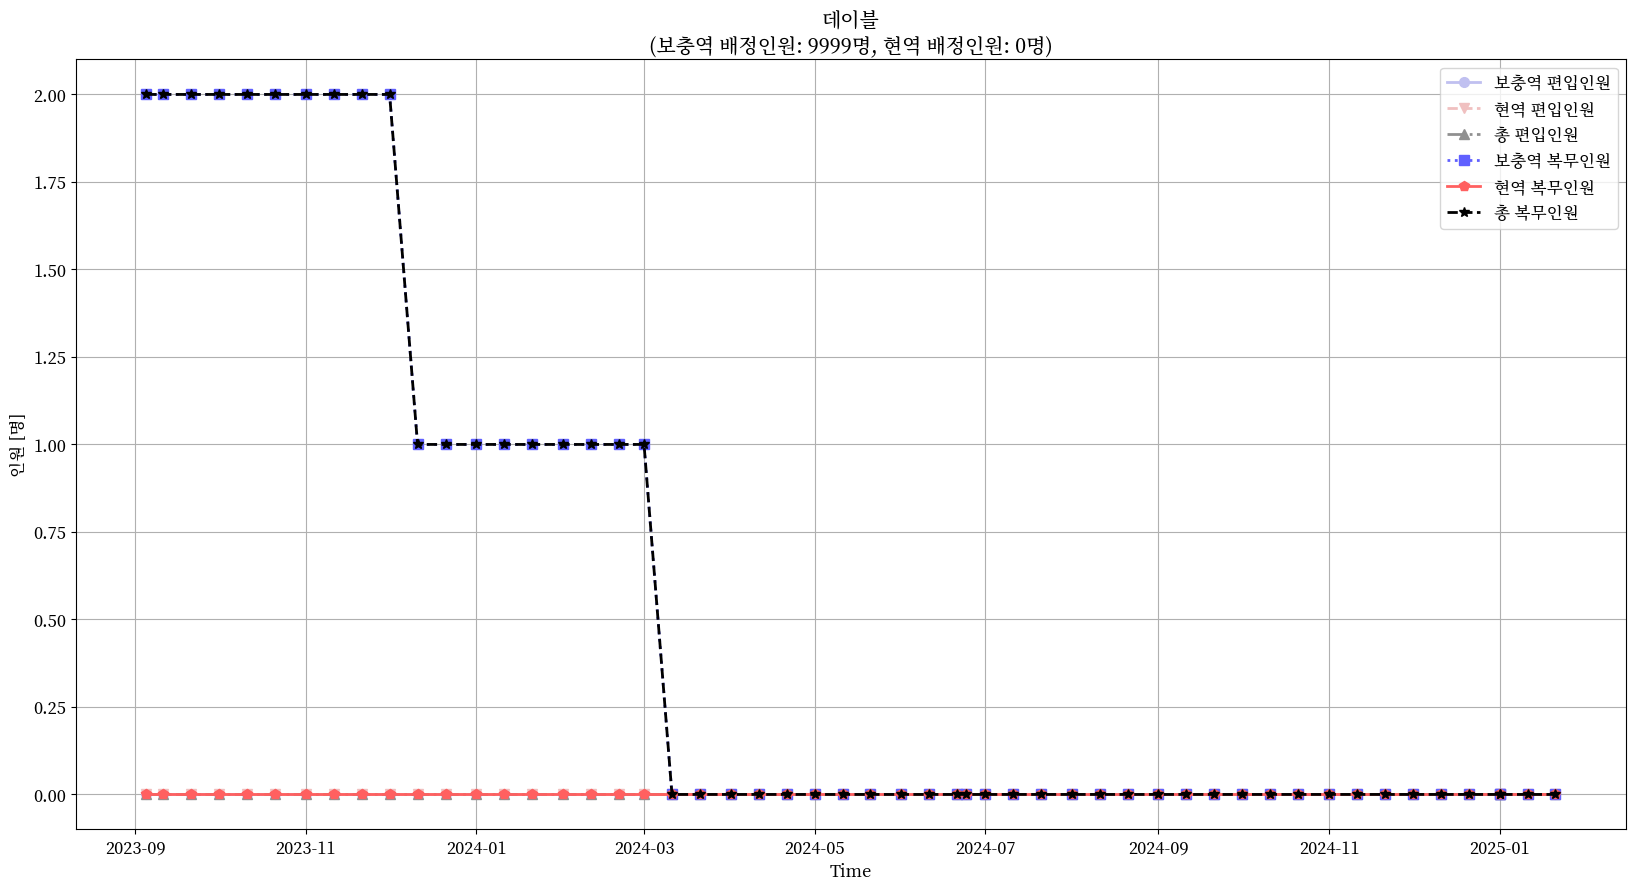 데이블
(보충역 배정인원: 9999명, 현역 배정인원: 0명)
보충역 편입인원
현역 편입인원
총 편입인원
보충역 복무인원
현역 복무인원
총 복무인원
인원 [명]
2.00
1.75
1.50
1.25
1.00
0.75
0.50
0.25
0.00
2023-09
2023-11
2024-01
2024-03
2024-05
2024-07
2024-09
2024-11
2025-01
Time